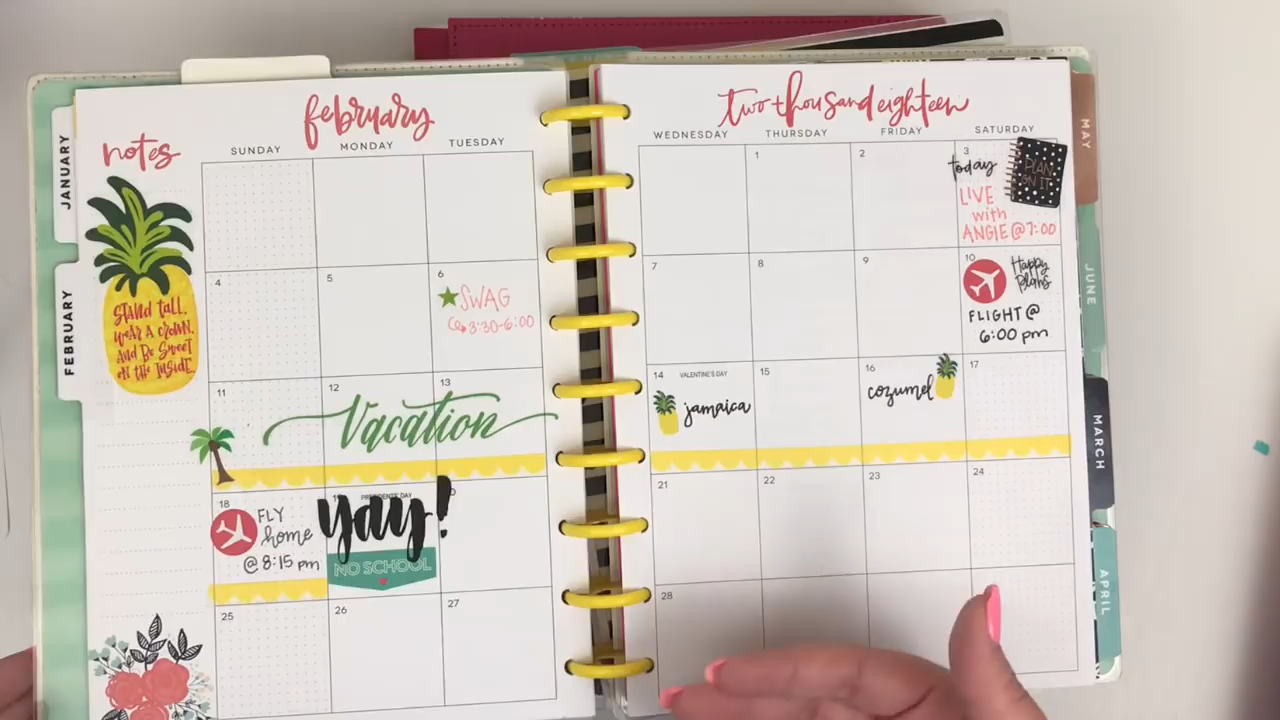 february
two thousand eighteen
notes
SUNDAY
MONDAY
TUESDAY
WEDNESDAY
THURSDAY
FRIDAY
SATURDAY
JANUARY
FEBRUARY
MAY
JUNE
MARCH
APRIL
STAND tall,
WEAR A CROWN,
And Be Sweet
on the INSIDE.
1
2
3
today
PLAN
ON IT
LIVE
with
ANGIE @ 7:00
4
5
6
SWAG
3:30-6:00
7
8
9
10
Happy
Plans
FLIGHT @
6:00 pm
11
12
13
Vacation
14
VALENTINE'S DAY
jamaica
15
16
cozumel
17
18
FLY
home
@ 8:15 pm
PRESIDENTS' DAY
yay!
NO SCHOOL
21
22
23
24
25
26
27
28